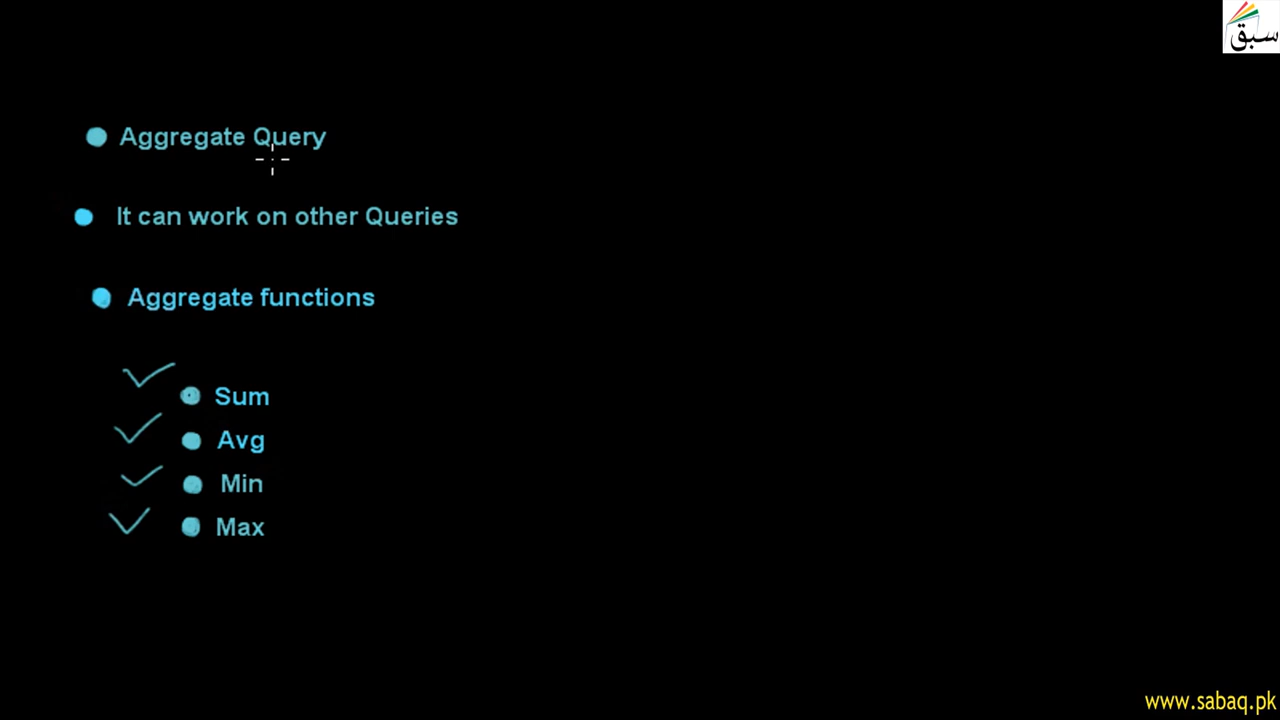 سبق
Aggregate Query
It can work on other Queries
Aggregate functions
Sum
Avg
Min
Max
www.sabaq.pk